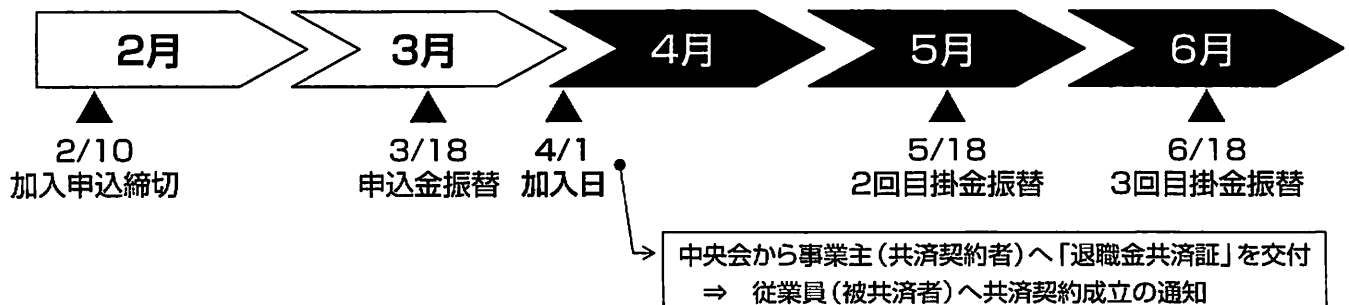 2月 3月 4月 5月 6月
2/10 3/18 4/1 5/18 6/18
加入申込締切 申込金振替 加入日 2回目掛金振替 3回目掛金振替
中央会から事業主(共済契約者)へ「退職金共済証」を交付
⇒ 従業員(被共済者)へ共済契約成立の通知